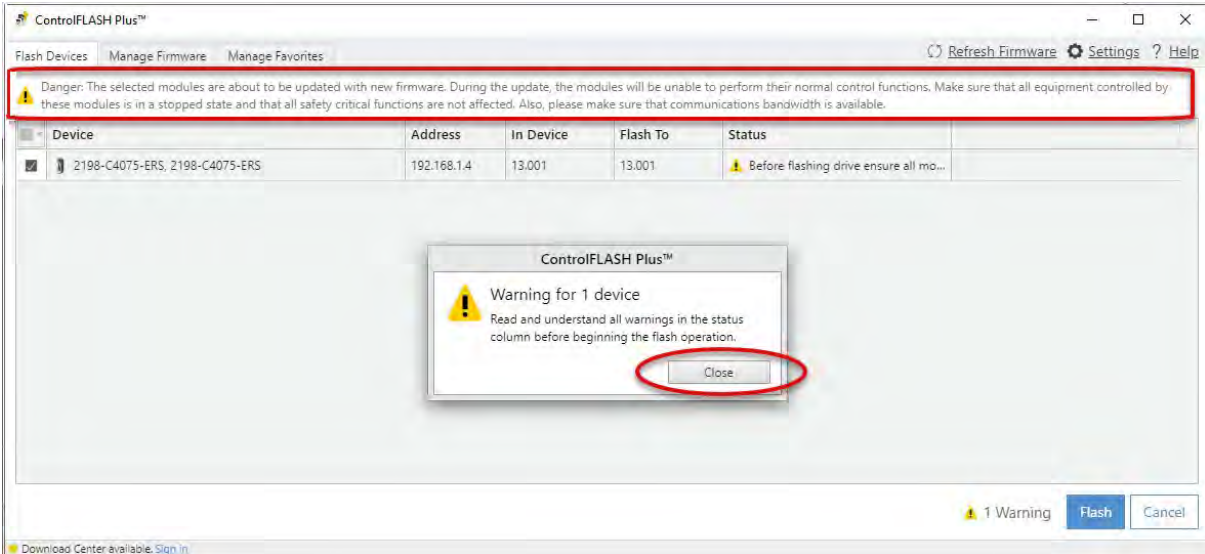 ControlFLASH Plus™
Flash Devices Manage Firmware Manage Favorites Refresh Firmware Settings ? Help
Danger: The selected modules are about to be updated with new firmware. During the update, the modules will be unable to perform their normal control functions. Make sure that all equipment controlled by
these modules is in a stopped state and that all safety critical functions are not affected. Also, please make sure that communications bandwidth is available.
Device Address In Device Flash To Status
2198-C4075-ERS, 2198-C4075-ERS 192.168.1.4 13.001 13.001 Before flashing drive ensure all mo...
ControlFLASH Plus™
Warning for 1 device
Read and understand all warnings in the status
column before beginning the flash operation.
Close
1 Warning Flash Cancel
Download Center available. Sign in